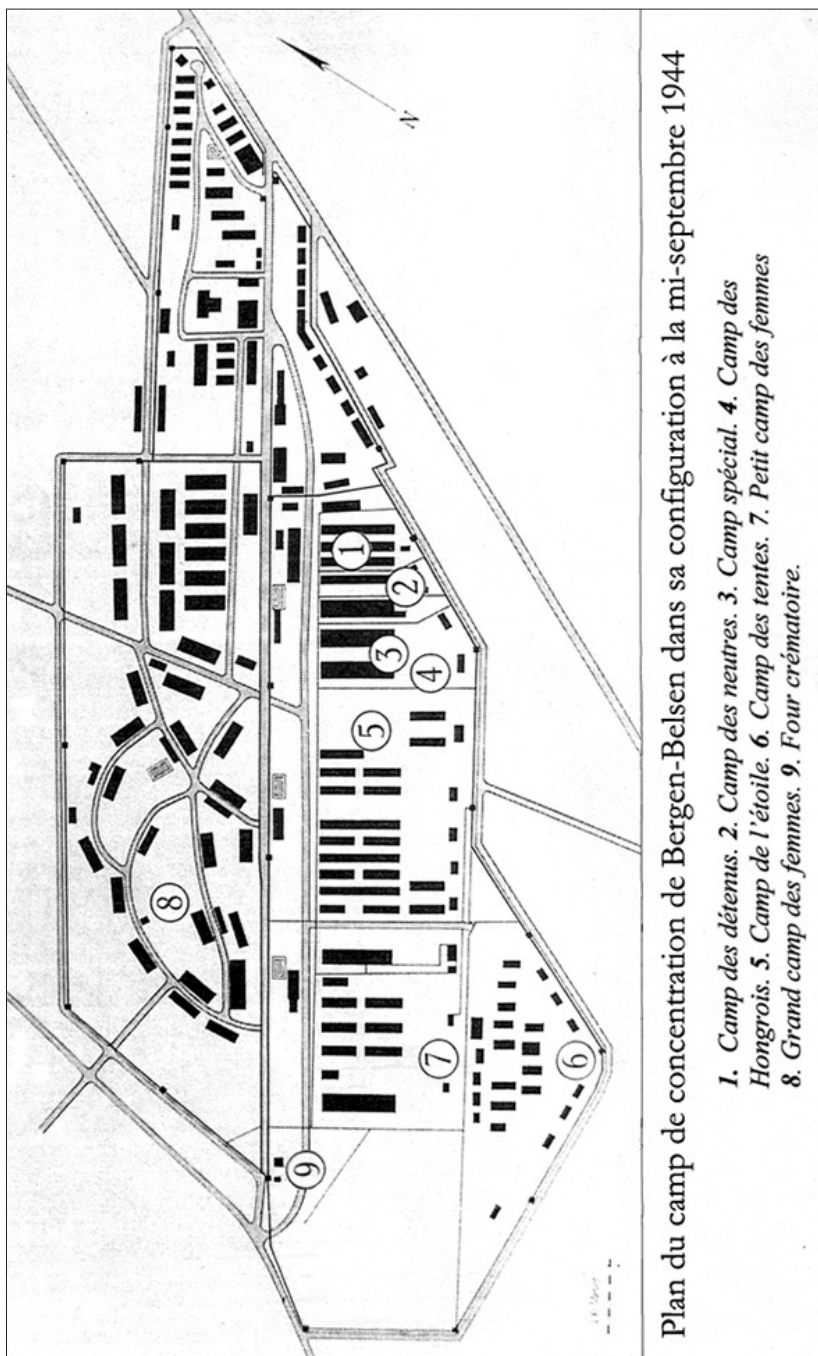 N
1
2
3
4
5
6
7
8
9
Plan du camp de concentration de Bergen-Belsen dans sa configuration à la mi-septembre 1944
1. Camp des détenus. 2. Camp des neutres. 3. Camp spécial. 4. Camp des
Hongrois. 5. Camp de l'étoile. 6. Camp des tentes. 7. Petit camp des femmes
8. Grand camp des femmes. 9. Four crématoire.